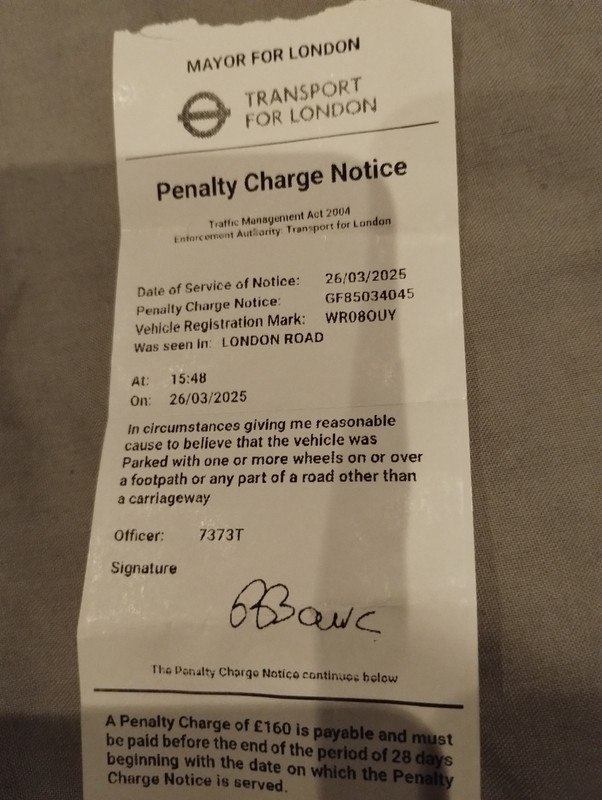 MAYOR FOR LONDON
TRANSPORT
FOR LONDON
Penalty Charge Notice
Traffic Management Act 2004
Enforcement Authority: Transport for London
Date of Service of Notice: 26/03/2025
Penalty Charge Notice: GF85034045
Vehicle Registration Mark: WR08OUY
Was seen in: LONDON ROAD
At: 15:48
On: 26/03/2025
In circumstances giving me reasonable
cause to believe that the vehicle was
Parked with one or more wheels on or over
a footpath or any part of a road other than
a carriageway
Officer: 7373T
Signature
The Penalty Charge Notice continues below
A Penalty Charge of £160 is payable and must
be paid before the end of the period of 28 days
beginning with the date on which the Penalty
Charge Notice is served.